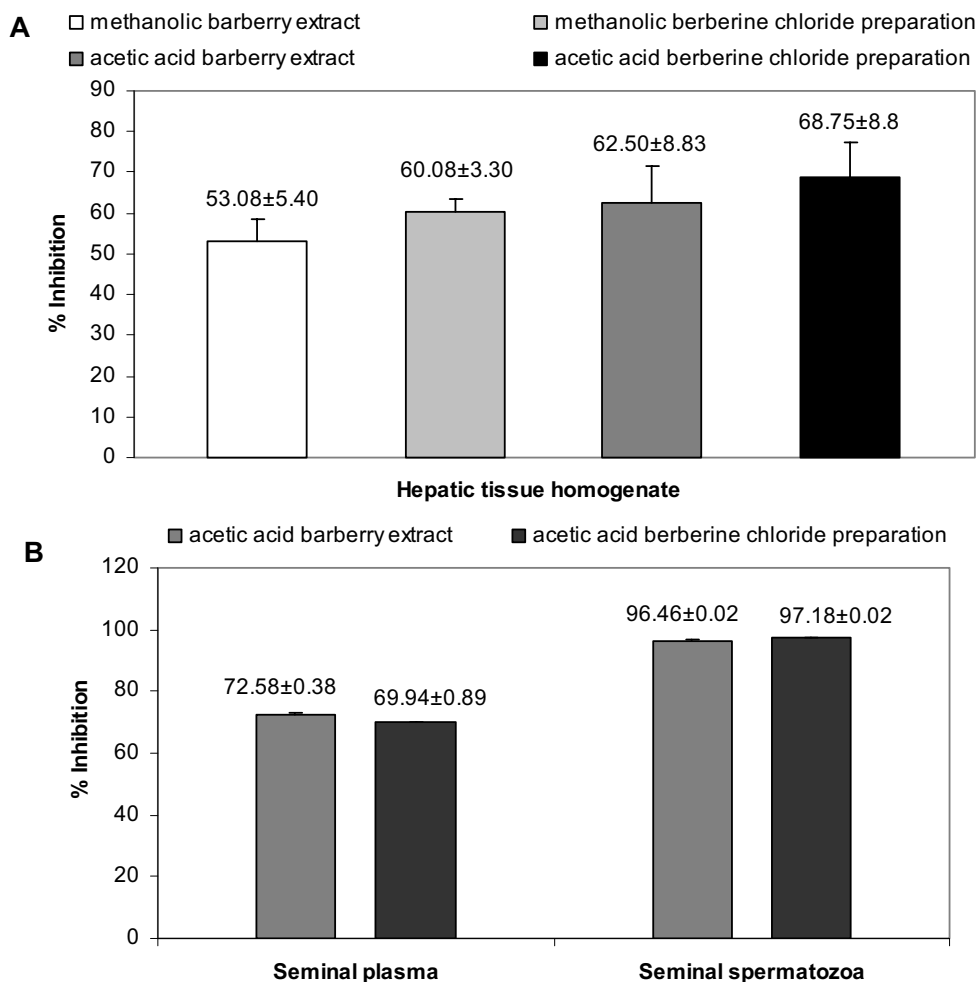 A
methanolic barberry extract methanolic berberine chloride preparation
acetic acid barberry extract acetic acid berberine chloride preparation
90
80
70
60
50
40
30
20
10
0
% Inhibition
53.08±5.40
60.08±3.30
62.50±8.83
68.75±8.8
Hepatic tissue homogenate
B
acetic acid barberry extract acetic acid berberine chloride preparation
120
100
80
60
40
20
0
% Inhibition
72.58±0.38
69.94±0.89
96.46±0.02
97.18±0.02
Seminal plasma Seminal spermatozoa